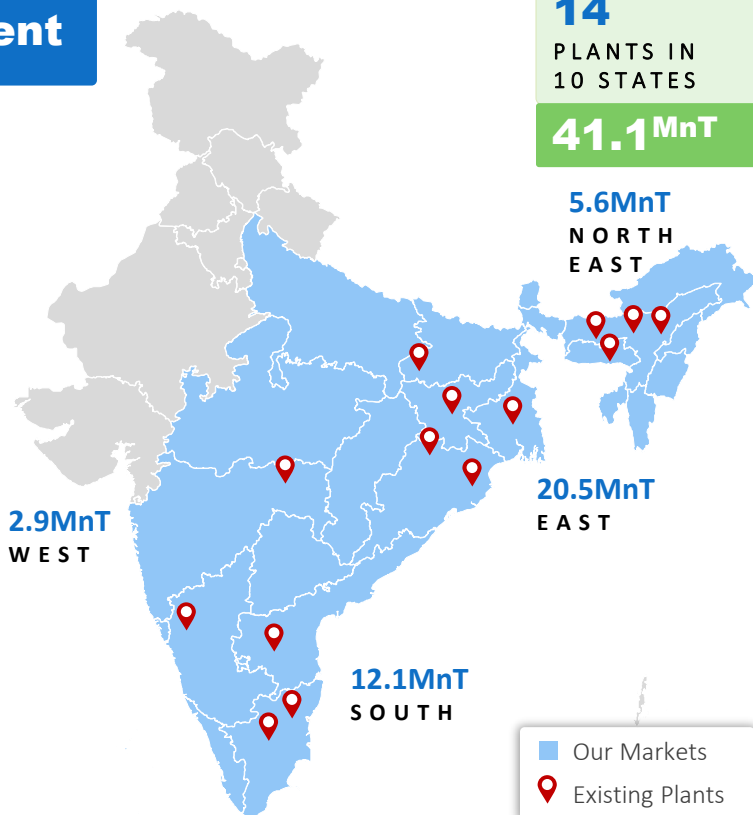 14
PLANTS IN
10 STATES
41.1MnT
5.6MnT
NORTH
EAST
20.5MnT
EAST
2.9MnT
WEST
12.1MnT
SOUTH
Our Markets
Existing Plants